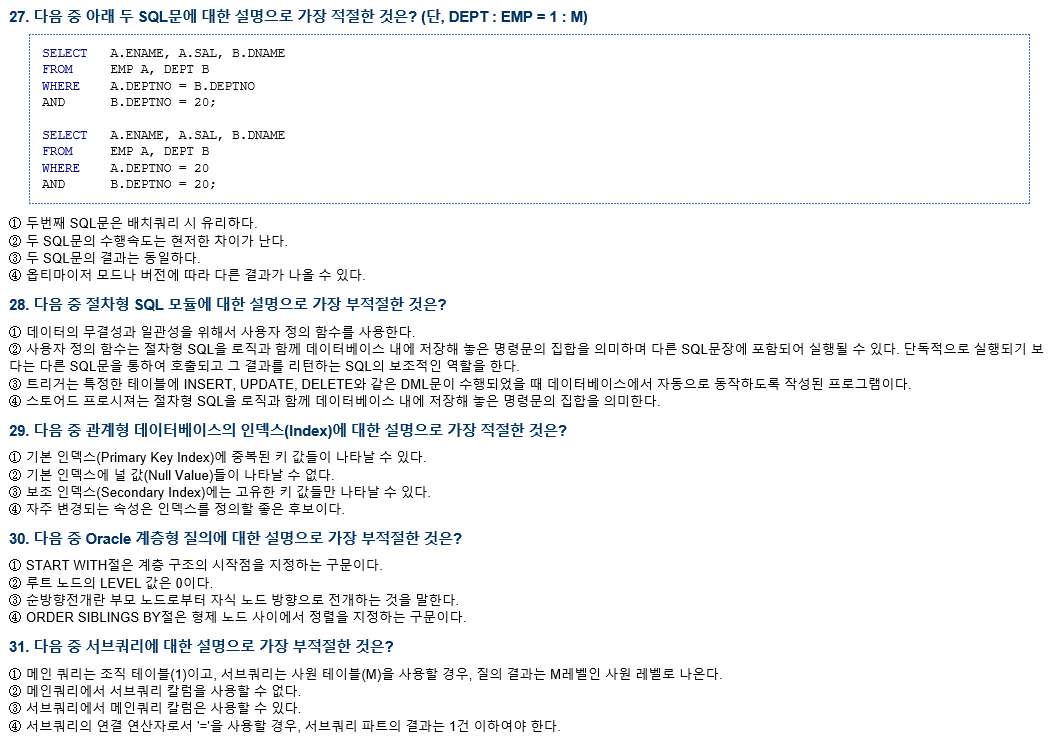 27. 다음 중 아래 두 SQL문에 대한 설명으로 가장 적절한 것은? (단, DEPT : EMP = 1 : M)
SELECT A.ENAME, A.SAL, B.DNAME
FROM EMP A, DEPT B
WHERE A.DEPTNO = B.DEPTNO
AND B.DEPTNO = 20;
SELECT A.ENAME, A.SAL, B.DNAME
FROM EMP A, DEPT B
WHERE A.DEPTNO = 20
AND B.DEPTNO = 20;
① 두번째 SQL문은 배치쿼리 시 유리하다.
② 두 SQL문의 수행속도는 현저한 차이가 난다.
③ 두 SQL문의 결과는 동일하다.
④ 옵티마이저 모드나 버전에 따라 다른 결과가 나올 수 있다.
28. 다음 중 절차형 SQL 모듈에 대한 설명으로 가장 부적절한 것은?
① 데이터의 무결성과 일관성을 위해서 사용자 정의 함수를 사용한다.
② 사용자 정의 함수는 절차형 SQL을 로직과 함께 데이터베이스 내에 저장해 놓은 명령문의 집합을 의미하며 다른 SQL문장에 포함되어 실행될 수 있다. 단독적으로 실행되기 보
다는 다른 SQL문을 통하여 호출되고 그 결과를 리턴하는 SQL의 보조적인 역할을 한다.
③ 트리거는 특정한 테이블에 INSERT, UPDATE, DELETE와 같은 DML문이 수행되었을 때 데이터베이스에서 자동으로 동작하도록 작성된 프로그램이다.
④ 스토어드 프로시져는 절차형 SQL을 로직과 함께 데이터베이스 내에 저장해 놓은 명령문의 집합을 의미한다.
29. 다음 중 관계형 데이터베이스의 인덱스(Index)에 대한 설명으로 가장 적절한 것은?
① 기본 인덱스(Primary Key Index)에 중복된 키 값들이 나타날 수 있다.
② 기본 인덱스에 널 값(Null Value)들이 나타날 수 없다.
③ 보조 인덱스(Secondary Index)에는 고유한 키 값들만 나타날 수 있다.
④ 자주 변경되는 속성은 인덱스를 정의할 좋은 후보이다.
30. 다음 중 Oracle 계층형 질의에 대한 설명으로 가장 부적절한 것은?
① START WITH절은 계층 구조의 시작점을 지정하는 구문이다.
② 루트 노드의 LEVEL 값은 0이다.
③ 순방향전개란 부모 노드로부터 자식 노드 방향으로 전개하는 것을 말한다.
④ ORDER SIBLINGS BY절은 형제 노드 사이에서 정렬을 지정하는 구문이다.
31. 다음 중 서브쿼리에 대한 설명으로 가장 부적절한 것은?
① 메인 쿼리는 조직 테이블(1)이고, 서브쿼리는 사원 테이블(M)을 사용할 경우, 질의 결과는 M레벨인 사원 레벨로 나온다.
② 메인쿼리에서 서브쿼리 칼럼을 사용할 수 없다.
③ 서브쿼리에서 메인쿼리 칼럼은 사용할 수 있다.
④ 서브쿼리의 연결 연산자로서 '='을 사용할 경우, 서브쿼리 파트의 결과는 1건 이하여야 한다.